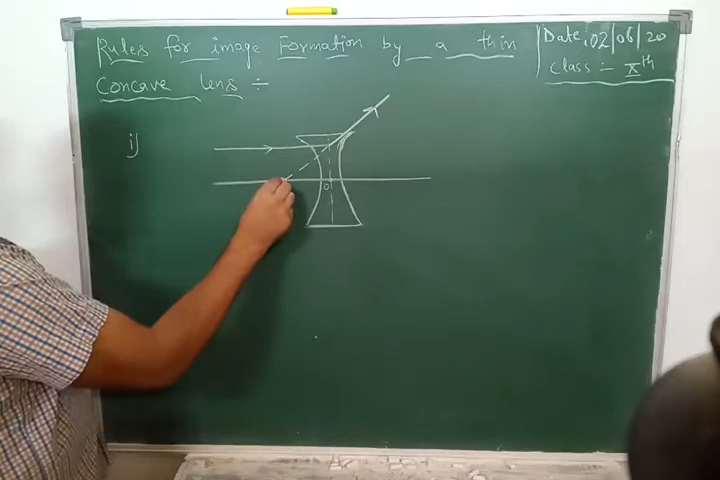 Rules for image Formation by a thin
Concave lens ÷
Date: 02/06/20
Class :- Xth
i)
O